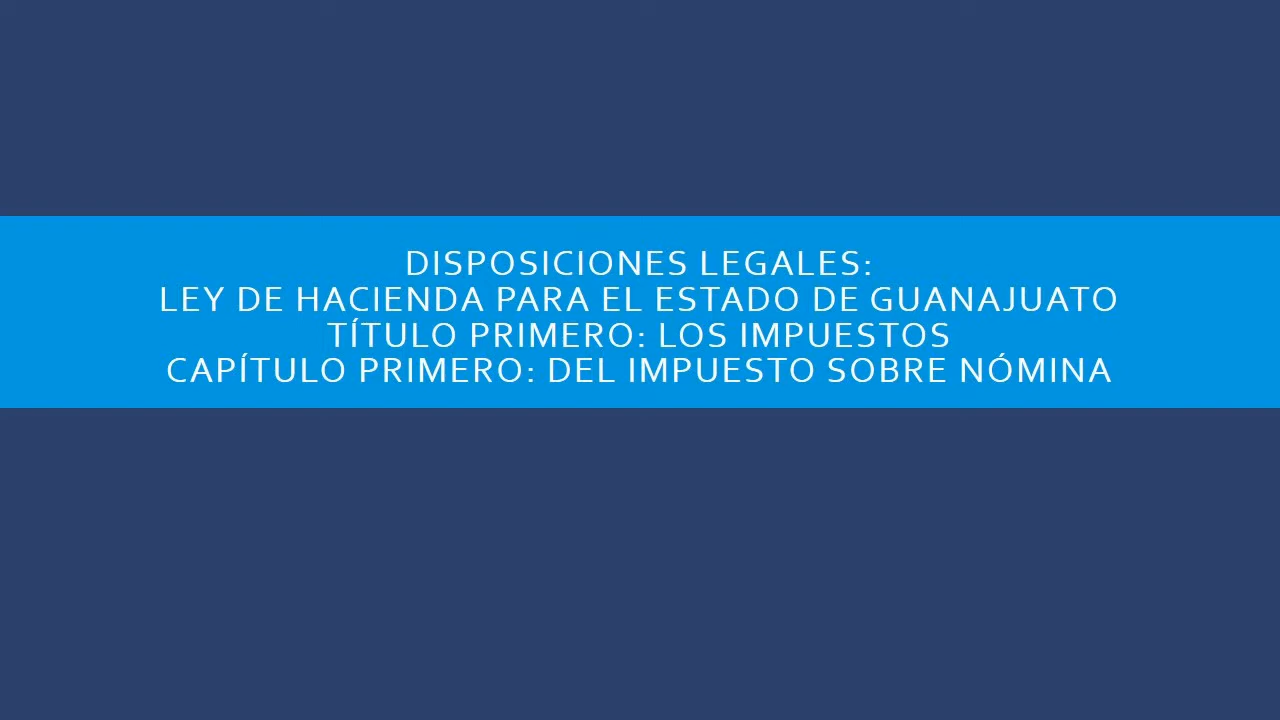 DISPOSICIONES LEGALES:
LEY DE HACIENDA PARA EL ESTADO DE GUANAJUATO
TÍTULO PRIMERO: LOS IMPUESTOS
CAPÍTULO PRIMERO: DEL IMPUESTO SOBRE NÓMINA